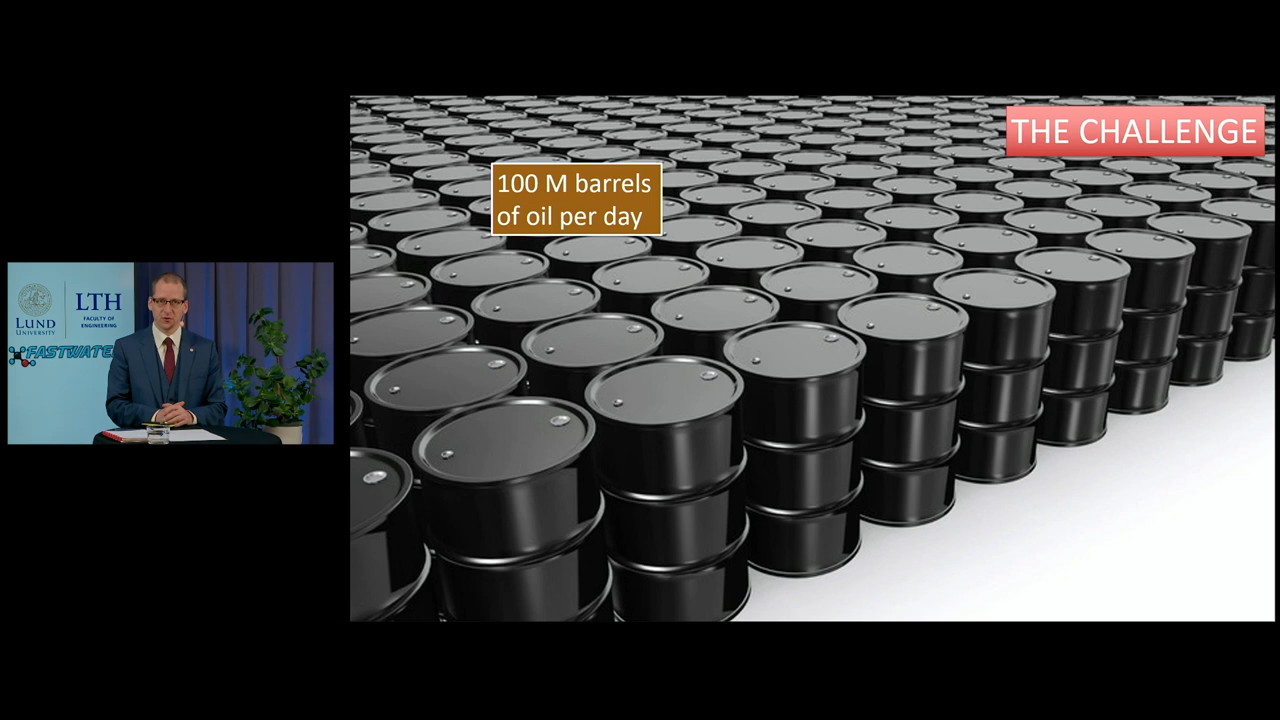 THE CHALLENGE
100 M barrels
of oil per day
LUND
UNIVERSITY
LTH
FACULTY OF
ENGINEERING
FASTWATE